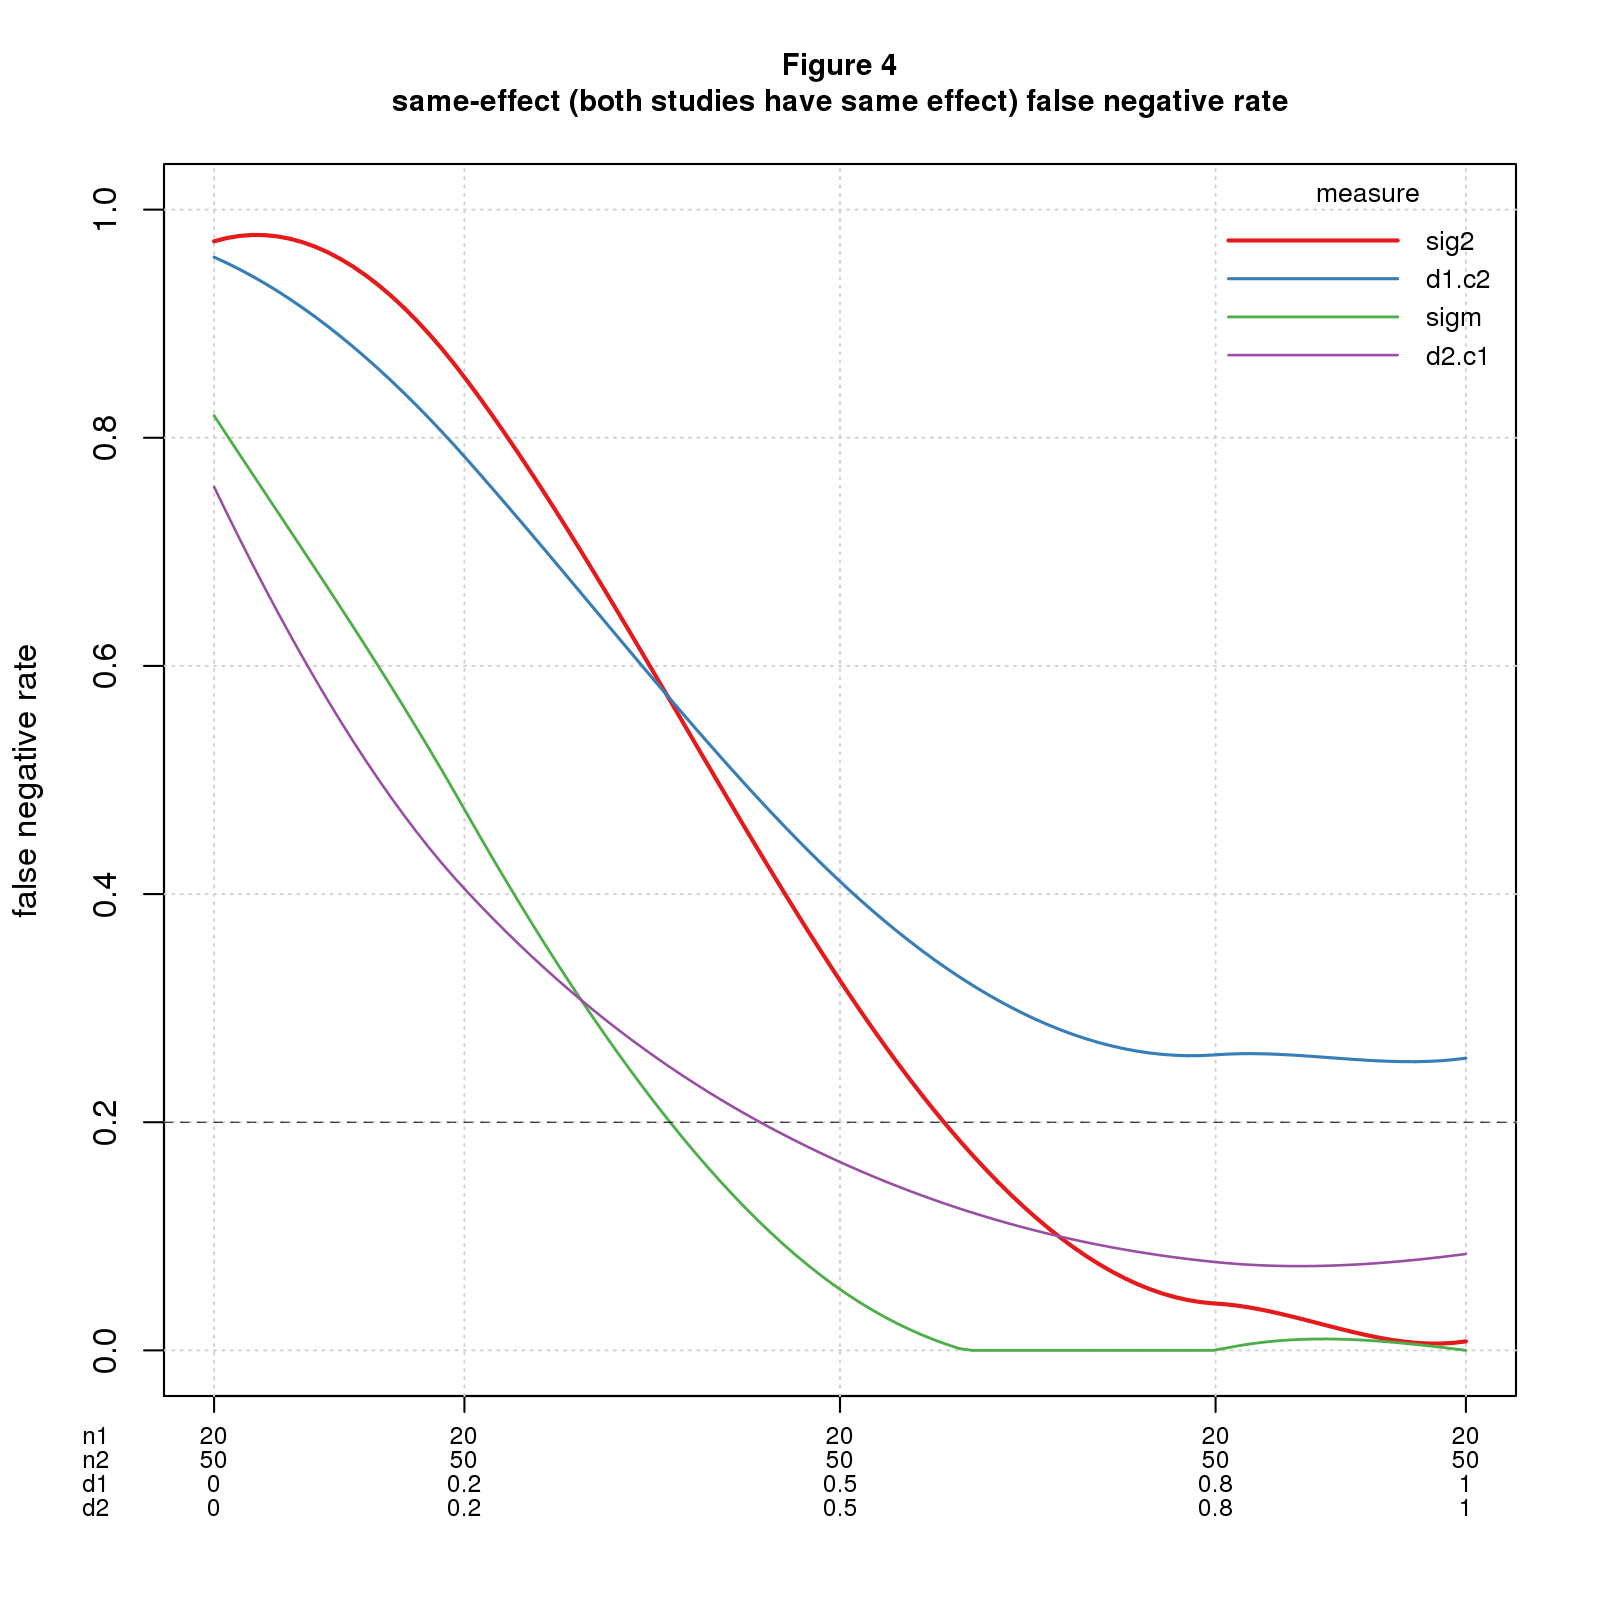 Figure 4
same-effect (both studies have same effect) false negative rate
measure
sig2
d1.c2
sigm
d2.c1
false negative rate
1.0
0.8
0.6
0.4
0.2
0.0
n1 20 20 20 20 20
n2 50 50 50 50 50
d1 0 0.2 0.5 0.8 1
d2 0 0.2 0.5 0.8 1